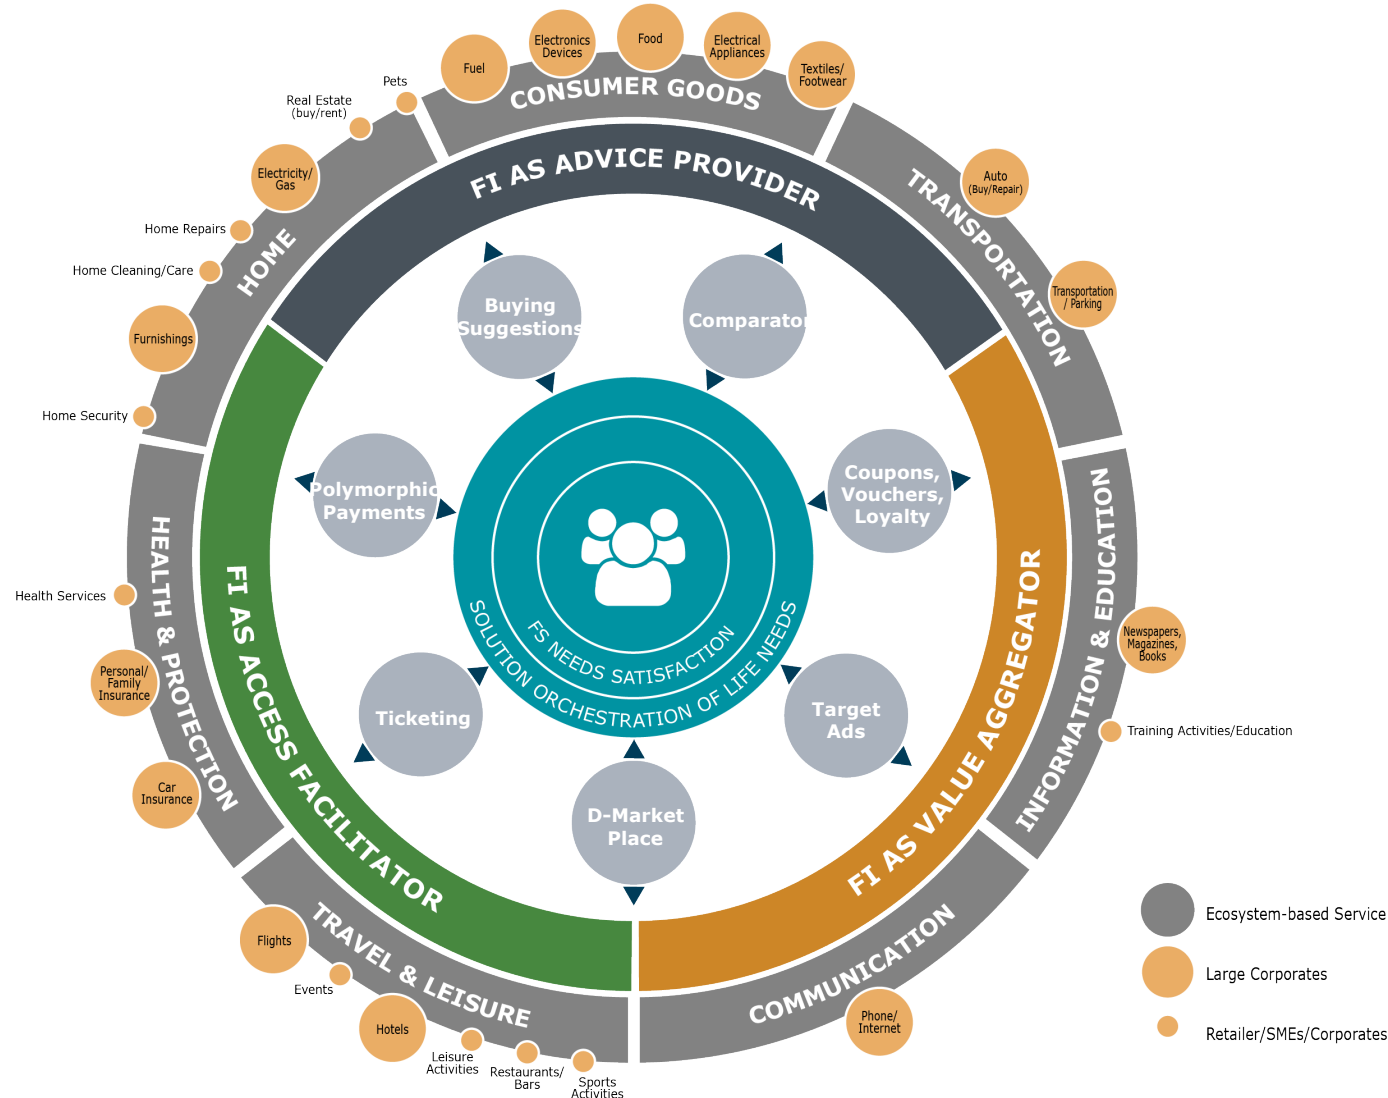 Fuel
Electronics
Devices
Food
Electrical
Appliances
Textiles/
Footwear
CONSUMER GOODS
Pets
Real Estate
(buy/rent)
Electricity/
Gas
Home Repairs
Home Cleaning/Care
Furnishings
Home Security
HOME
Auto
(Buy/Repair)
Transportation
/ Parking
TRANSPORTATION
FI AS ADVICE PROVIDER
Buying
Suggestions
Comparator
Polymorphic
Payments
Coupons,
Vouchers,
Loyalty
Ticketing
Target
Ads
D-Market
Place
FS NEEDS SATISFACTION
SOLUTION ORCHESTRATION OF LIFE NEEDS
FI AS ACCESS FACILITATOR
FI AS VALUE AGGREGATOR
HEALTH & PROTECTION
Health Services
Personal/
Family
Insurance
Car
Insurance
INFORMATION & EDUCATION
Newspapers,
Magazines,
Books
Training Activities/Education
TRAVEL & LEISURE
Flights
Events
Hotels
Leisure
Activities
Restaurants/
Bars
Sports
Activities
COMMUNICATION
Phone/
Internet
Ecosystem-based Service
Large Corporates
Retailer/SMEs/Corporates